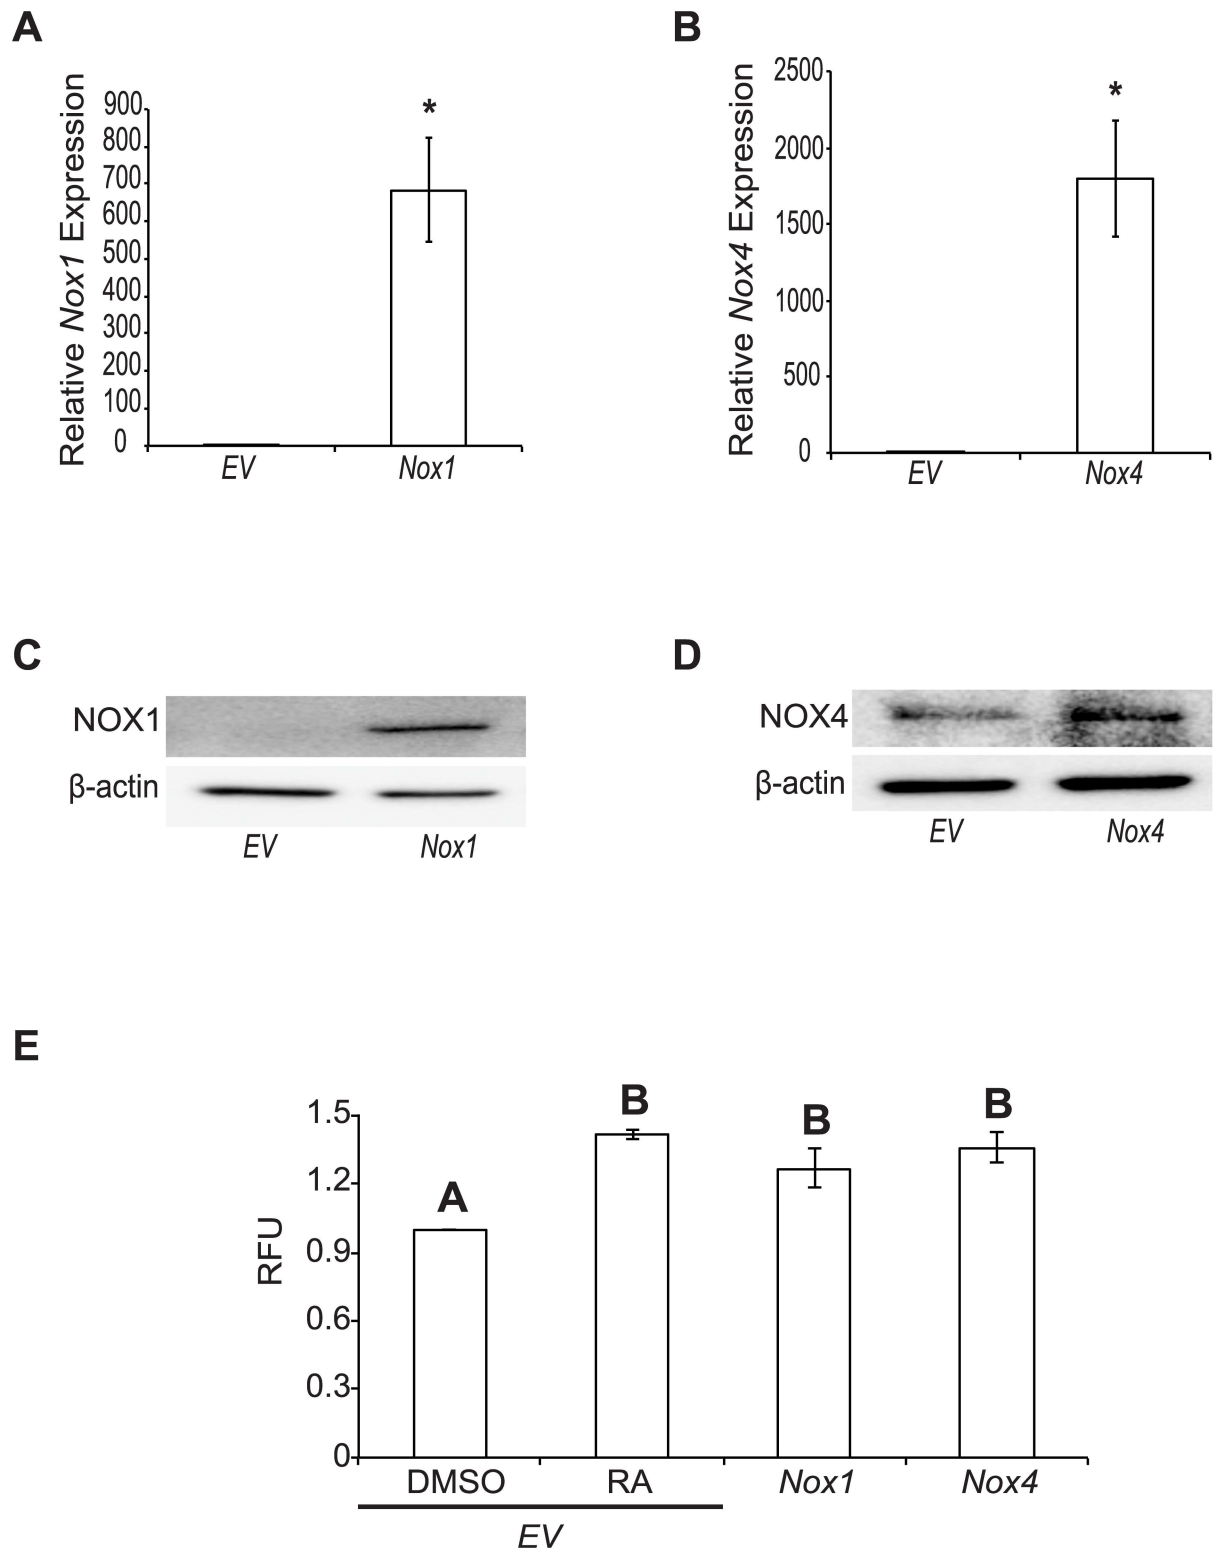 A
Relative Nox1 Expression
900
800
700
600
500
400
300
200
100
0
*
EV Nox1
B
Relative Nox4 Expression
2500
2000
1500
1000
500
0
*
EV Nox4
C
NOX1
β-actin
EV Nox1
D
NOX4
β-actin
EV Nox4
E
RFU
1.5
1.2
0.9
0.6
0.3
0
A B B B
DMSO RA Nox1 Nox4
EV